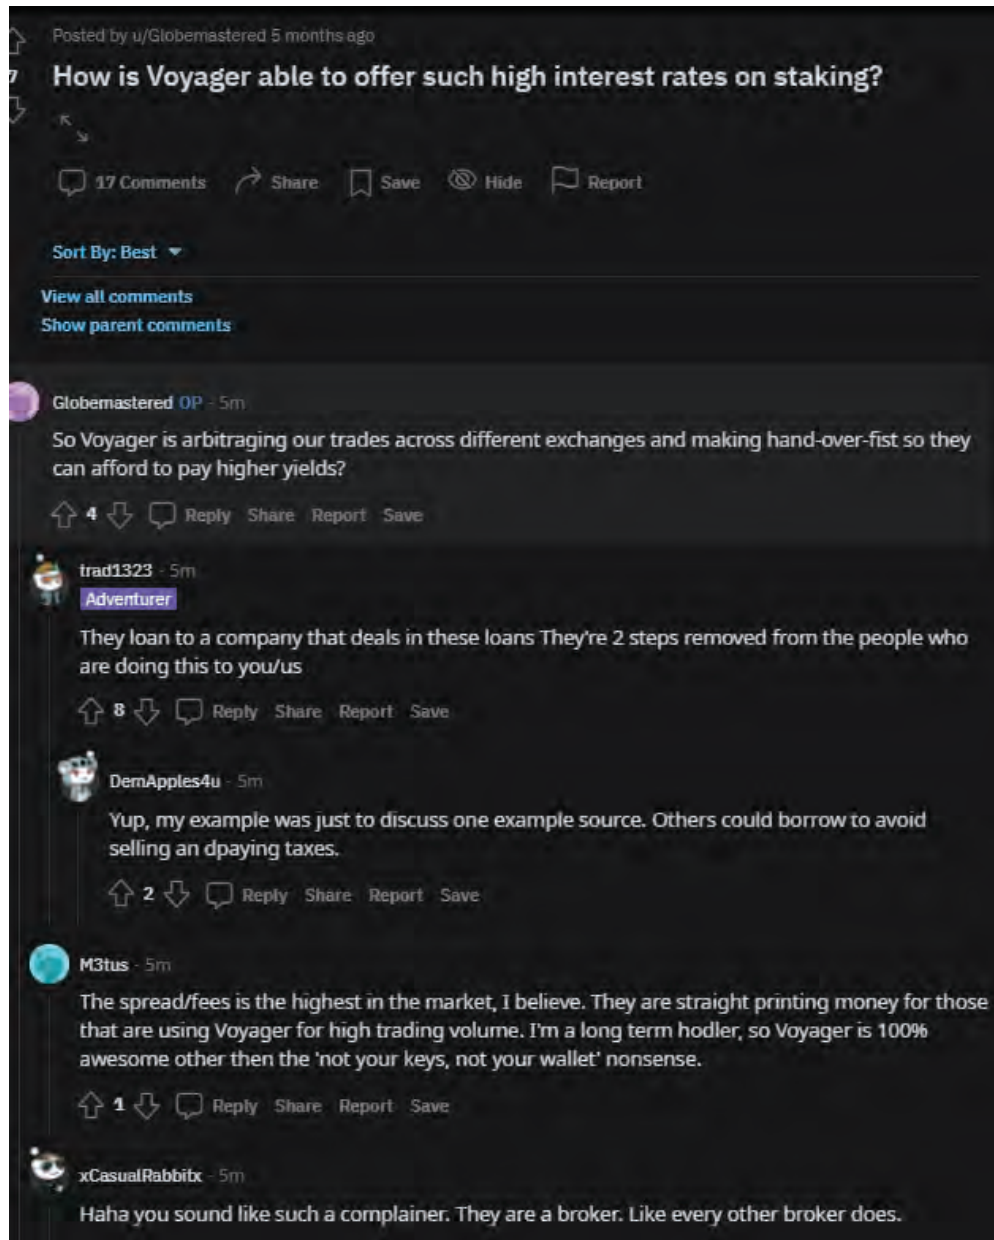 Posted by u/Globemastered 5 months ago
How is Voyager able to offer such high interest rates on staking?
17 Comments Share Save Hide Report
Sort By: Best
View all comments
Show parent comments
Globemastered OP · 5m
So Voyager is arbitraging our trades across different exchanges and making hand-over-fist so they
can afford to pay higher yields?
4 Reply Share Report Save
trad1323 · 5m
Adventurer
They loan to a company that deals in these loans They're 2 steps removed from the people who
are doing this to you/us
8 Reply Share Report Save
DemApples4u · 5m
Yup, my example was just to discuss one example source. Others could borrow to avoid
selling an dpaying taxes.
2 Reply Share Report Save
M3tus · 5m
The spread/fees is the highest in the market, I believe. They are straight printing money for those
that are using Voyager for high trading volume. I'm a long term hodler, so Voyager is 100%
awesome other then the 'not your keys, not your wallet' nonsense.
1 Reply Share Report Save
xCasualRabbitx · 5m
Haha you sound like such a complainer. They are a broker. Like every other broker does.